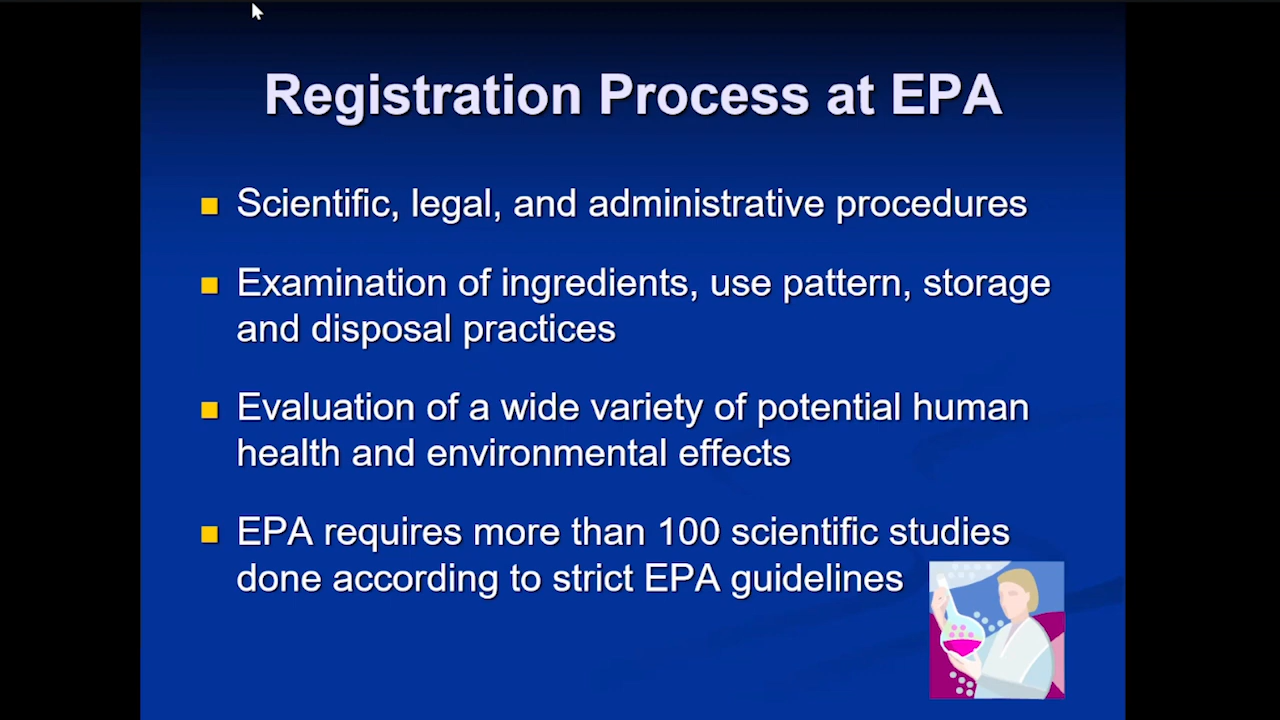 Registration Process at EPA
Scientific, legal, and administrative procedures
Examination of ingredients, use pattern, storage
and disposal practices
Evaluation of a wide variety of potential human
health and environmental effects
EPA requires more than 100 scientific studies
done according to strict EPA guidelines